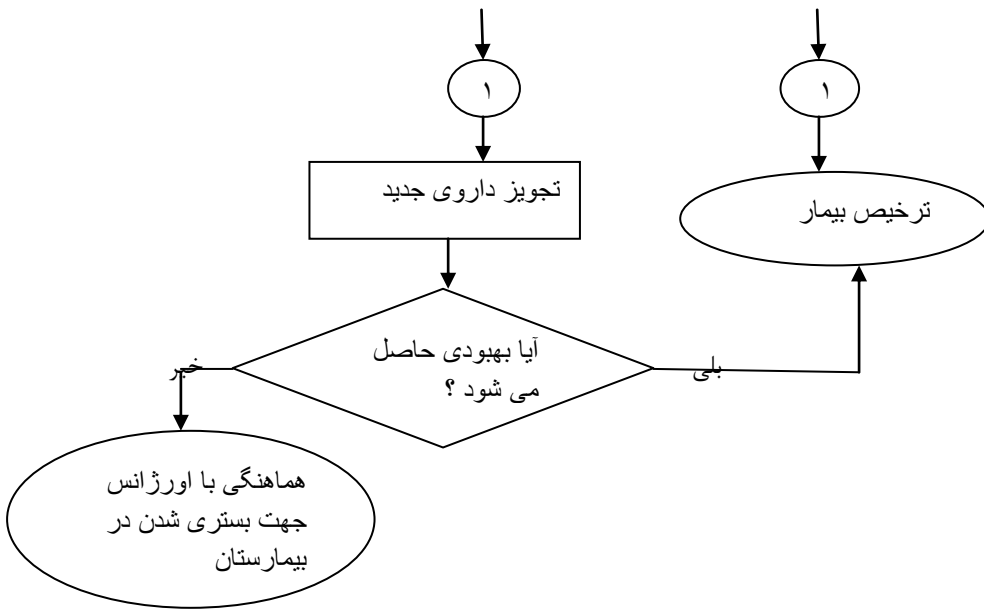 ۱
۱
تجویز داروی جدید
ترخیص بیمار
آیا بهبودی حاصل
می شود ؟
خیر
بلی
هماهنگی با اورژانس
جهت بستری شدن در
بیمارستان